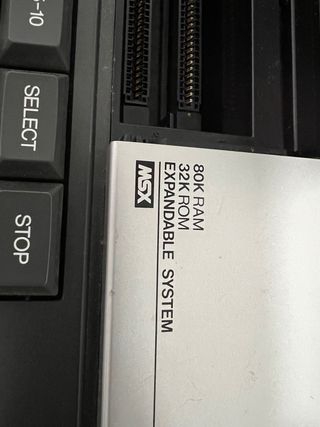 SELECT
STOP
80K RAM
32K ROM
EXPANDABLE SYSTEM
MSX